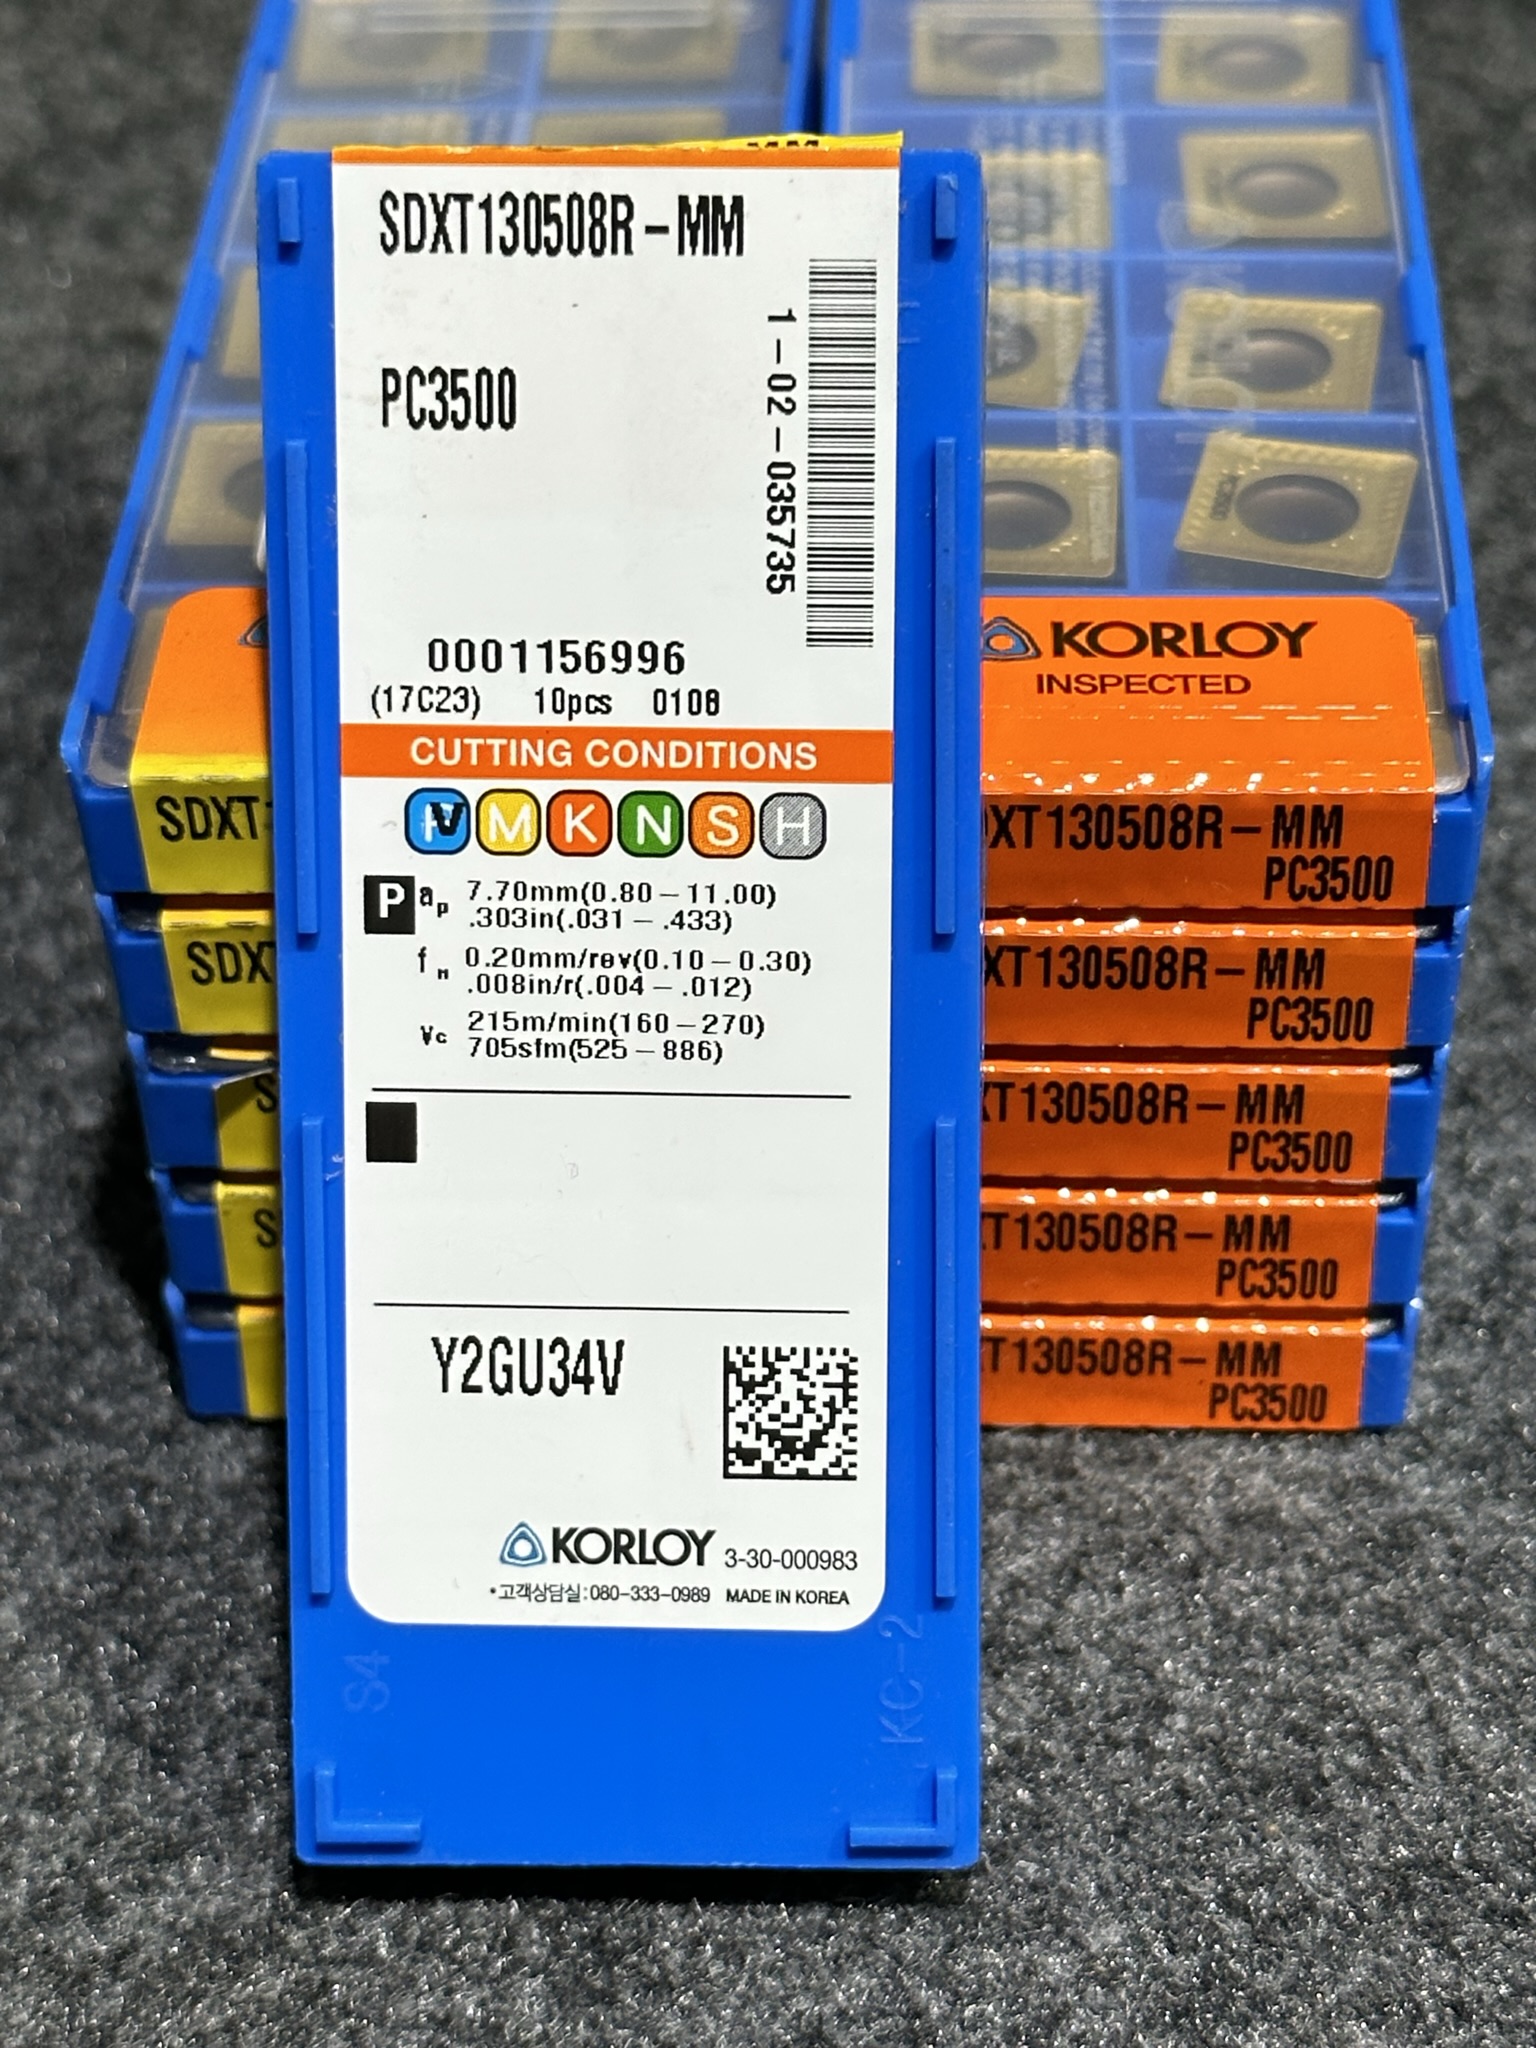 SDXT130508R-MM
1-02-035735
PC3500
0001156996
(17C23) 10pcs 0108
CUTTING CONDITIONS
P M K N S H
P ap 7.70mm(0.80-11.00)
.303in(.031-.433)
fn 0.20mm/rev(0.10-0.30)
.008in/r(.004-.012)
vc 215m/min(160-270)
705sfm(525-886)
Y2GU34V
KORLOY 3-30-000983
•고객상담실:080-333-0989 MADE IN KOREA
S4
KC-2
PC3500
KORLOY
INSPECTED
SDXT
DXT130508R-MM
PC3500
SDX
XT130508R-MM
PC3500
S
XT130508R-MM
PC3500
S
XT130508R-MM
PC3500
XT130508R-MM
PC3500